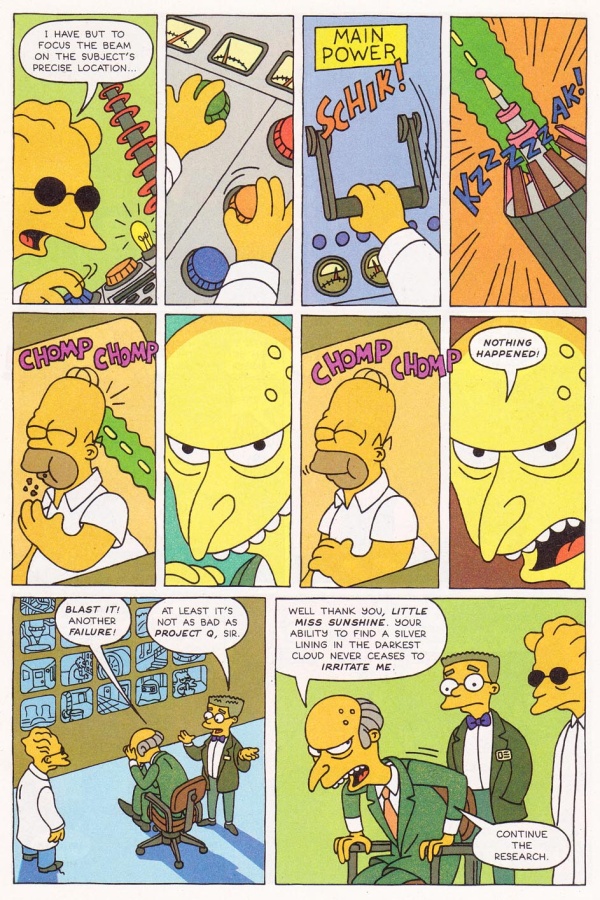 I HAVE BUT TO
FOCUS THE BEAM
ON THE SUBJECT'S
PRECISE LOCATION...
MAIN
POWER
SCHIK!
KZZZZZZAK!
CHOMP CHOMP
CHOMP CHOMP
NOTHING
HAPPENED!
BLAST IT!
ANOTHER
FAILURE!
AT LEAST IT'S
NOT AS BAD AS
PROJECT Q, SIR.
WELL THANK YOU, LITTLE
MISS SUNSHINE. YOUR
ABILITY TO FIND A SILVER
LINING IN THE DARKEST
CLOUD NEVER CEASES TO
IRRITATE ME.
CONTINUE
THE
RESEARCH.